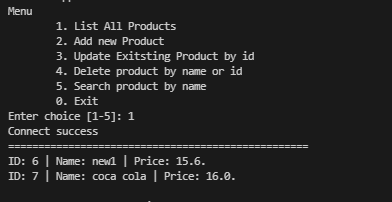 Menu
1. List All Products
2. Add new Product
3. Update Exitsting Product by id
4. Delete product by name or id
5. Search product by name
0. Exit
Enter choice [1-5]: 1
Connect success
==================================================
ID: 6 | Name: new1 | Price: 15.6.
ID: 7 | Name: coca cola | Price: 16.0.